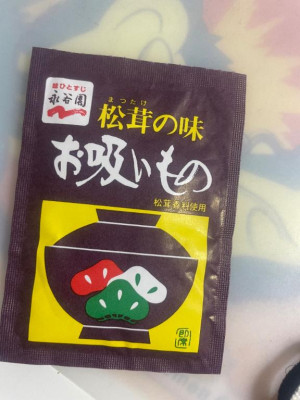 味ひとすじ
永谷園
まつたけ
松茸の味
お吸いもの
松茸香料使用
即席